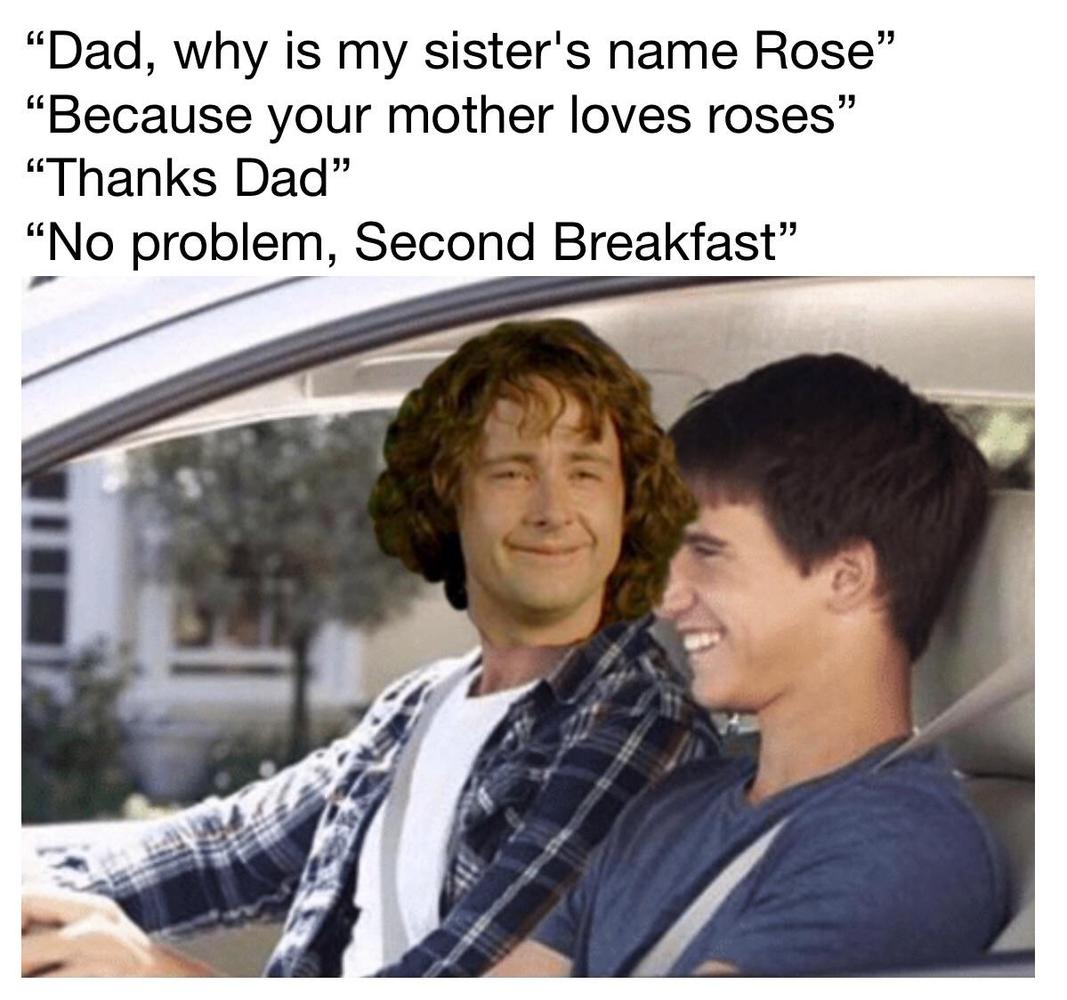 “Dad, why is my sister's name Rose”
“Because your mother loves roses”
“Thanks Dad”
“No problem, Second Breakfast”